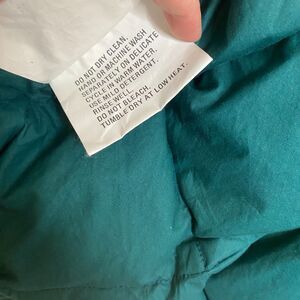 DO NOT DRY CLEAN.
HAND OR MACHINE WASH
SEPARATELY ON DELICATE
CYCLE IN WARM WATER.
USE MILD DETERGENT.
RINSE WELL.
DO NOT BLEACH.
TUMBLE DRY AT LOW HEAT.